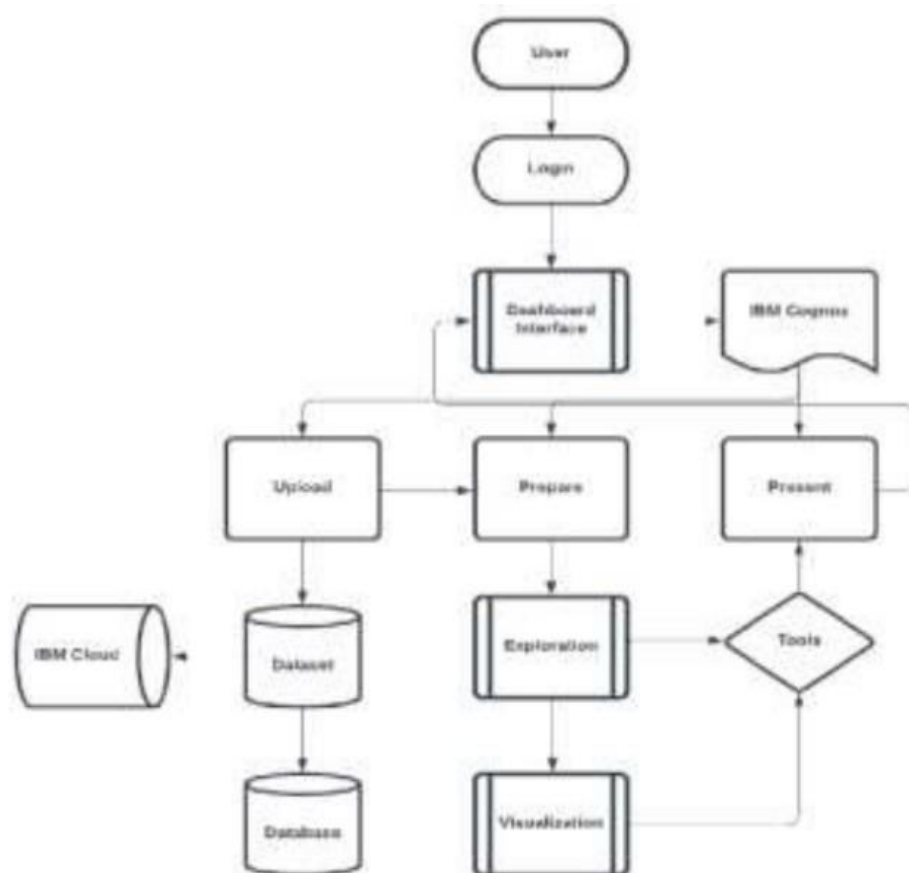 User
Login
Dashboard
Interface
IBM Cognos
Upload
Prepare
Present
IBM Cloud
Dataset
Exploration
Tools
Database
Visualization